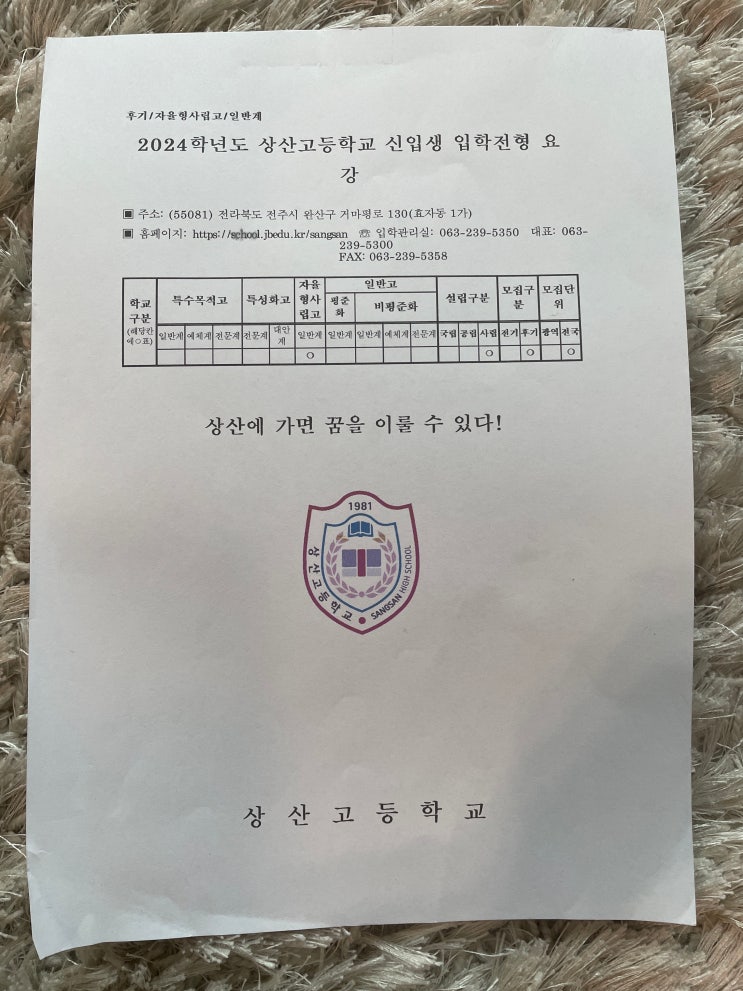 후기/자율형사립고/일반계
2024학년도 상산고등학교 신입생 입학전형 요
강
▣ 주소: (55081) 전라북도 전주시 완산구 거마평로 130(효자동 1가)
▣ 홈페이지: https://school.jbedu.kr/sangsan ☏ 입학관리실: 063-239-5350 대표: 063-
239-5300
FAX: 063-239-5358
학교 구분 (해당칸에○표) 특수목적고 특성화고 자율형사립고 일반고 설립구분 모집구분 모집단위
평준화 비평준화
일반계 예체계 전문계 전문계 대안계 일반계 일반계 일반계 예체계 전문계 국립 공립 사립 전기 후기 광역 전국
○ ○ ○ ○
상산에 가면 꿈을 이룰 수 있다!
1981
상산고등학교 SANGSAN HIGH SCHOOL
상 산 고 등 학 교